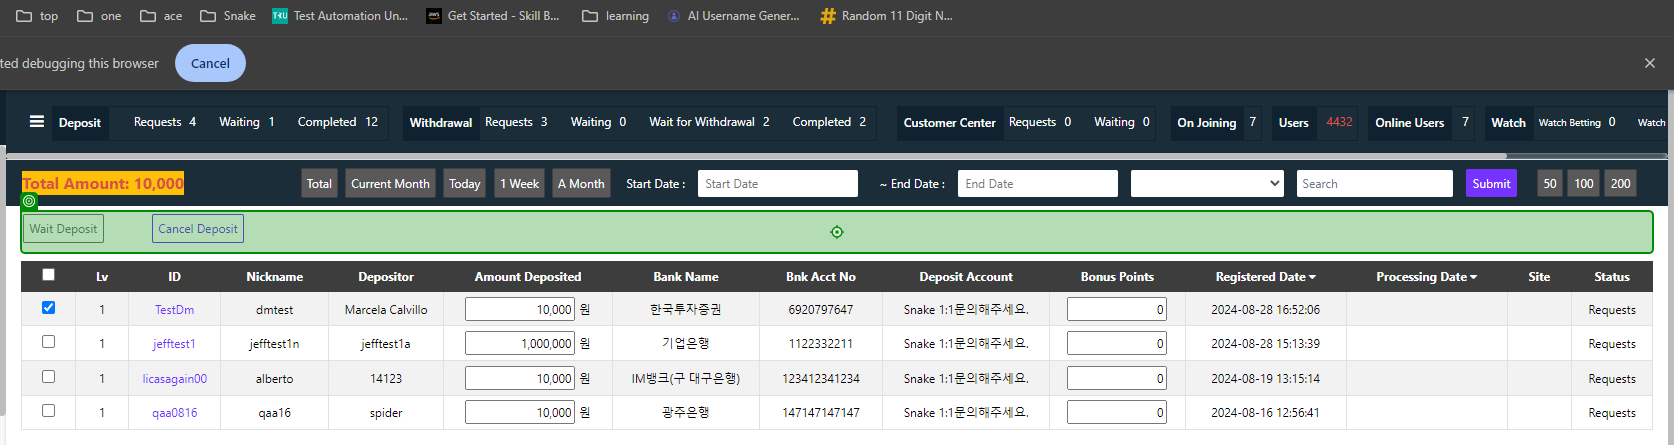 top one ace Snake Test Automation Un... Get Started - Skill B... learning AI Username Gener... Random 11 Digit N...
ted debugging this browser Cancel
Deposit Requests 4 Waiting 1 Completed 12 Withdrawal Requests 3 Waiting 0 Wait for Withdrawal 2 Completed 2 Customer Center Requests 0 Waiting 0 On Joining 7 Users 4432 Online Users 7 Watch Watch Betting 0 Watch
Total Amount: 10,000 Total Current Month Today 1 Week A Month Start Date : Start Date ~ End Date : End Date Search Submit 50 100 200
Wait Deposit Cancel Deposit
Lv ID Nickname Depositor Amount Deposited Bank Name Bnk Acct No Deposit Account Bonus Points Registered Date Processing Date Site Status
1 TestDm dmtest Marcela Calvillo 10,000 원 한국투자증권 6920797647 Snake 1:1문의해주세요. 0 2024-08-28 16:52:06 Requests
1 jefftest1 jefftest1n jefftest1a 1,000,000 원 기업은행 1122332211 Snake 1:1문의해주세요. 0 2024-08-28 15:13:39 Requests
1 licasagain00 alberto 14123 10,000 원 IM뱅크(구 대구은행) 123412341234 Snake 1:1문의해주세요. 0 2024-08-19 13:15:14 Requests
1 qaa0816 qaa16 spider 10,000 원 광주은행 147147147147 Snake 1:1문의해주세요. 0 2024-08-16 12:56:41 Requests